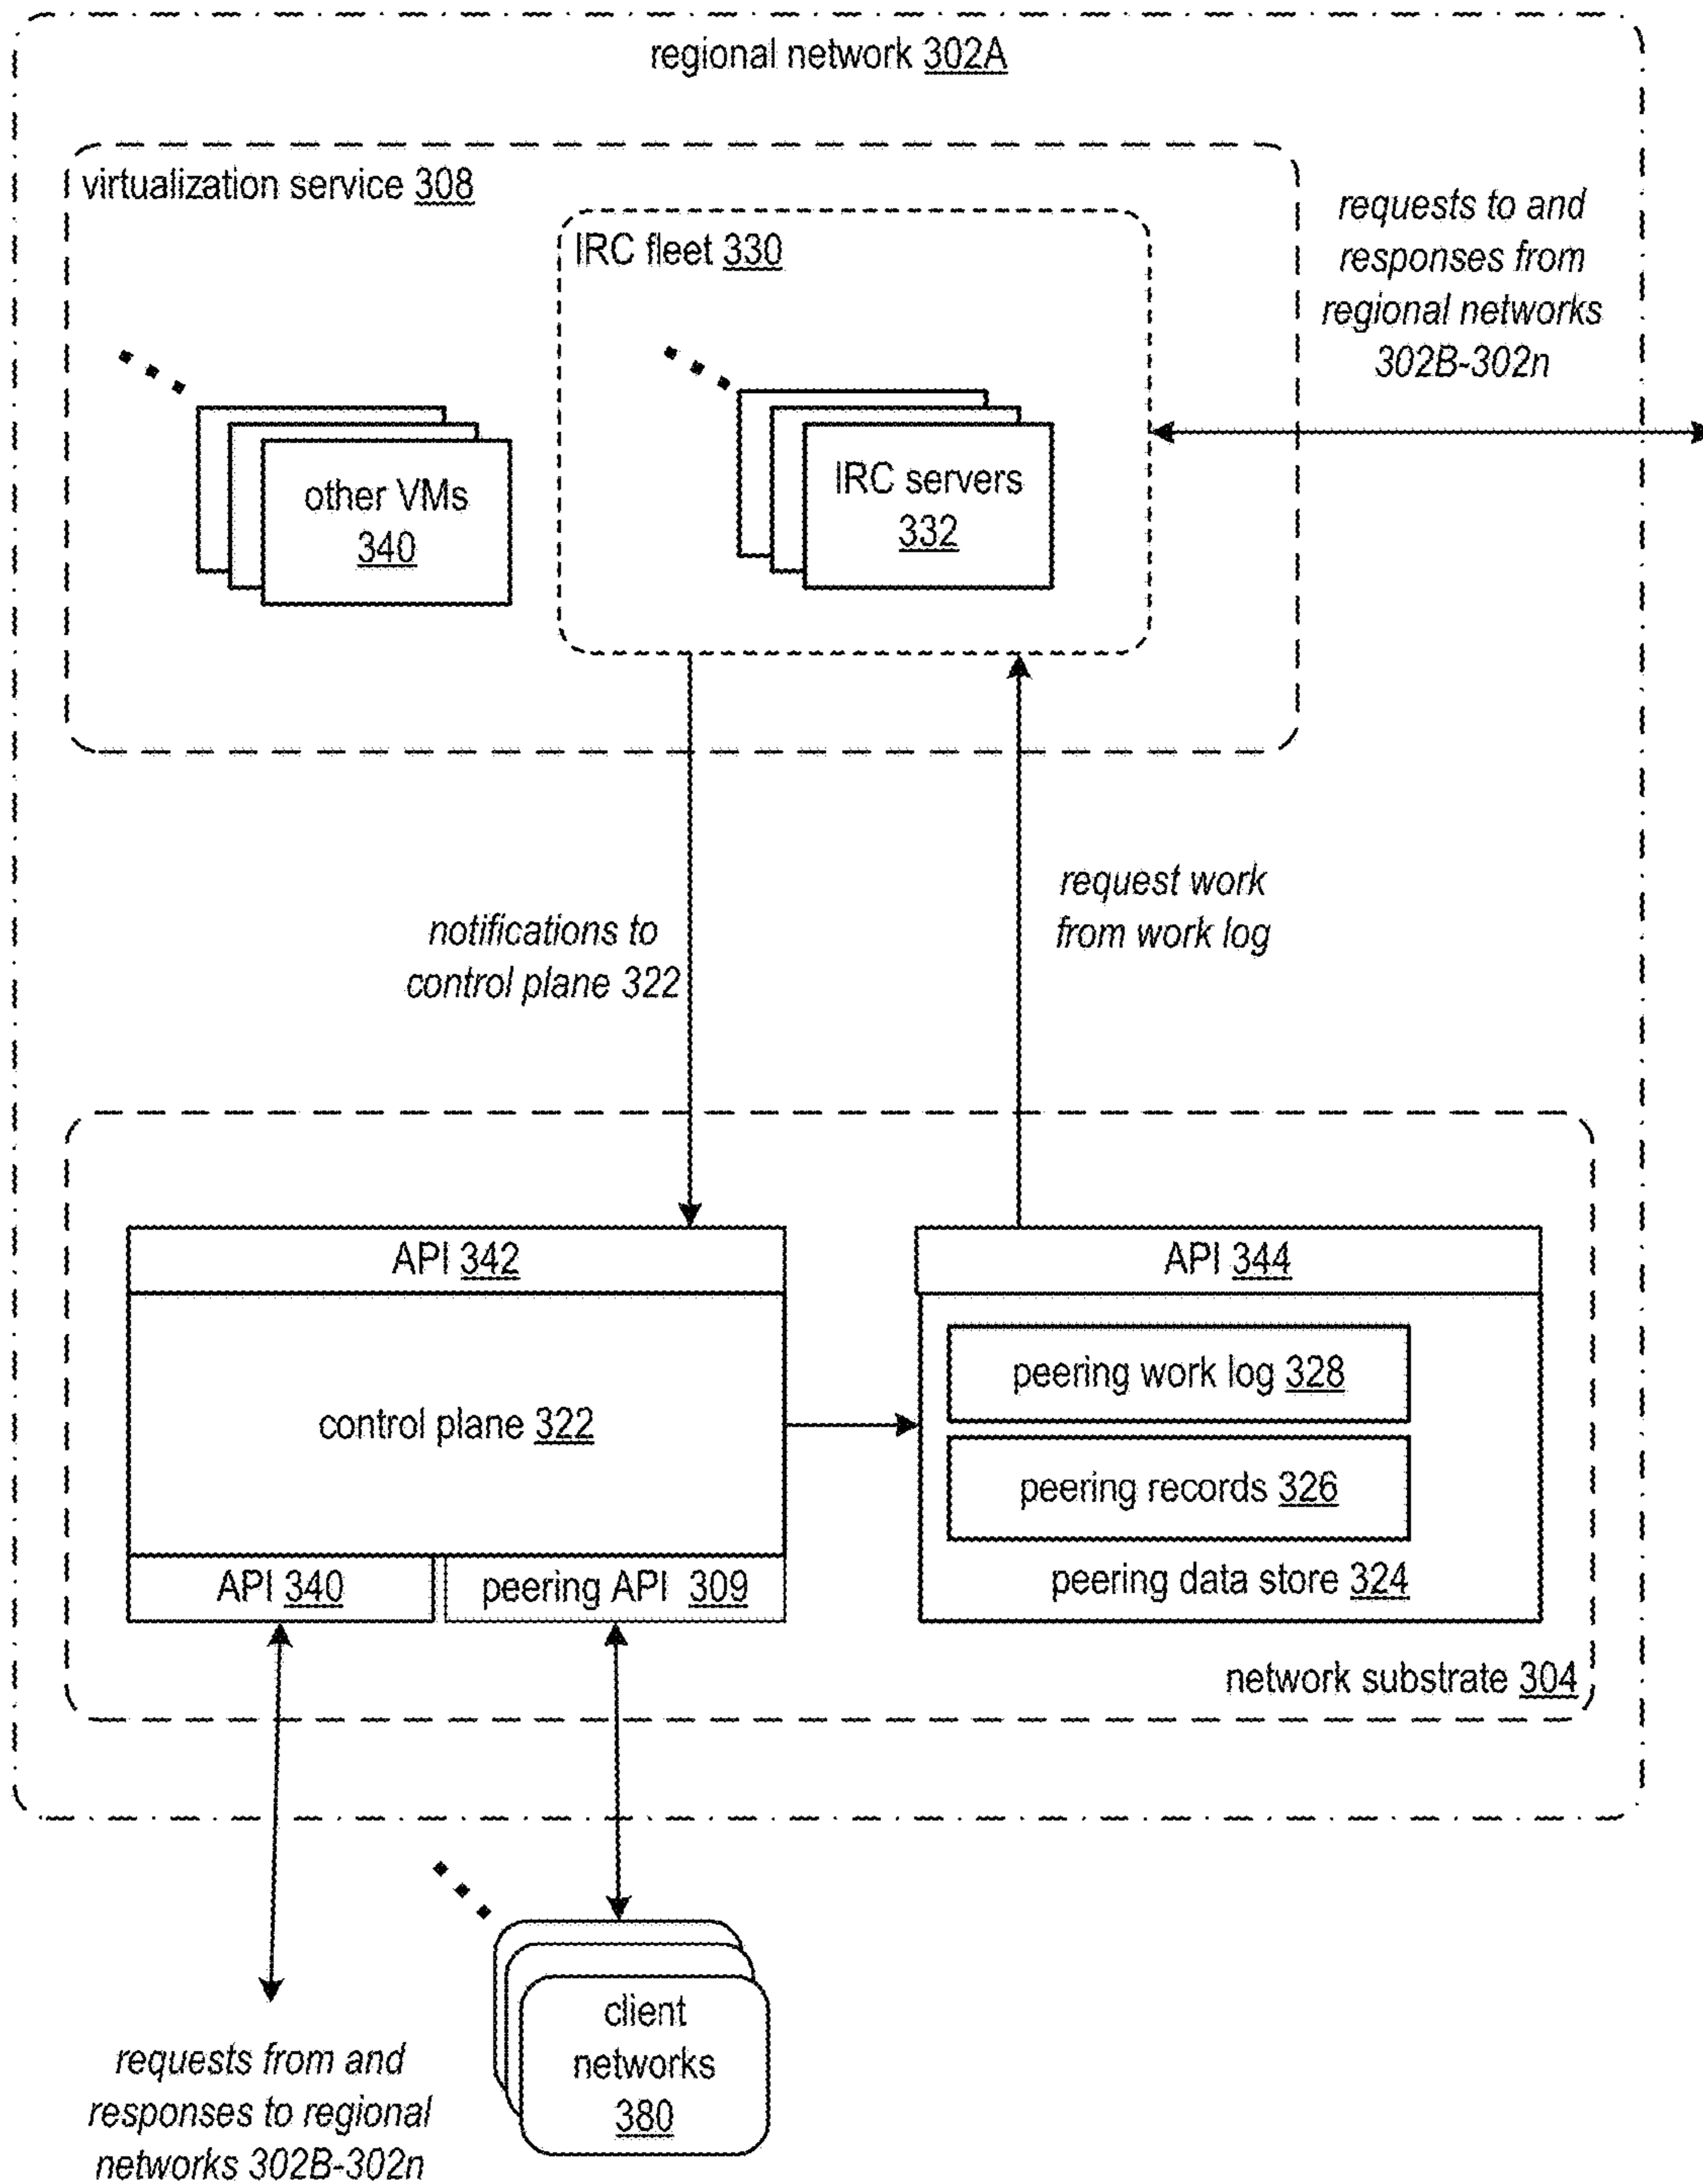 regional network 302A
virtualization service 308
IRC fleet 330
requests to and
responses from
regional networks
302B-302n
other VMs
340
IRC servers
332
notifications to
control plane 322
request work
from work log
API 342
control plane 322
API 340
peering API 309
API 344
peering work log 328
peering records 326
peering data store 324
network substrate 304
requests from and
responses to regional
networks 302B-302n
client
networks
380